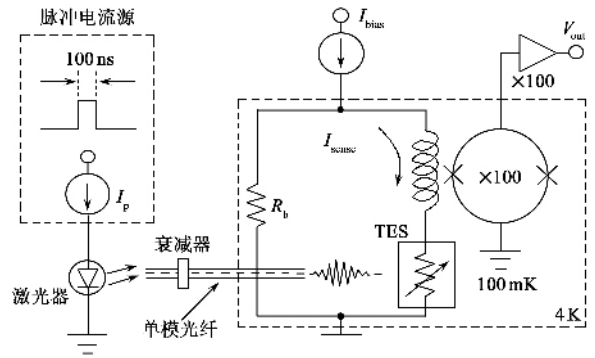 脉冲电流源
100 ns
I_p
激光器
衰减器
单模光纤
I_bias
I_sense
R_b
TES
V_out
×100
×100
100 mK
4 K